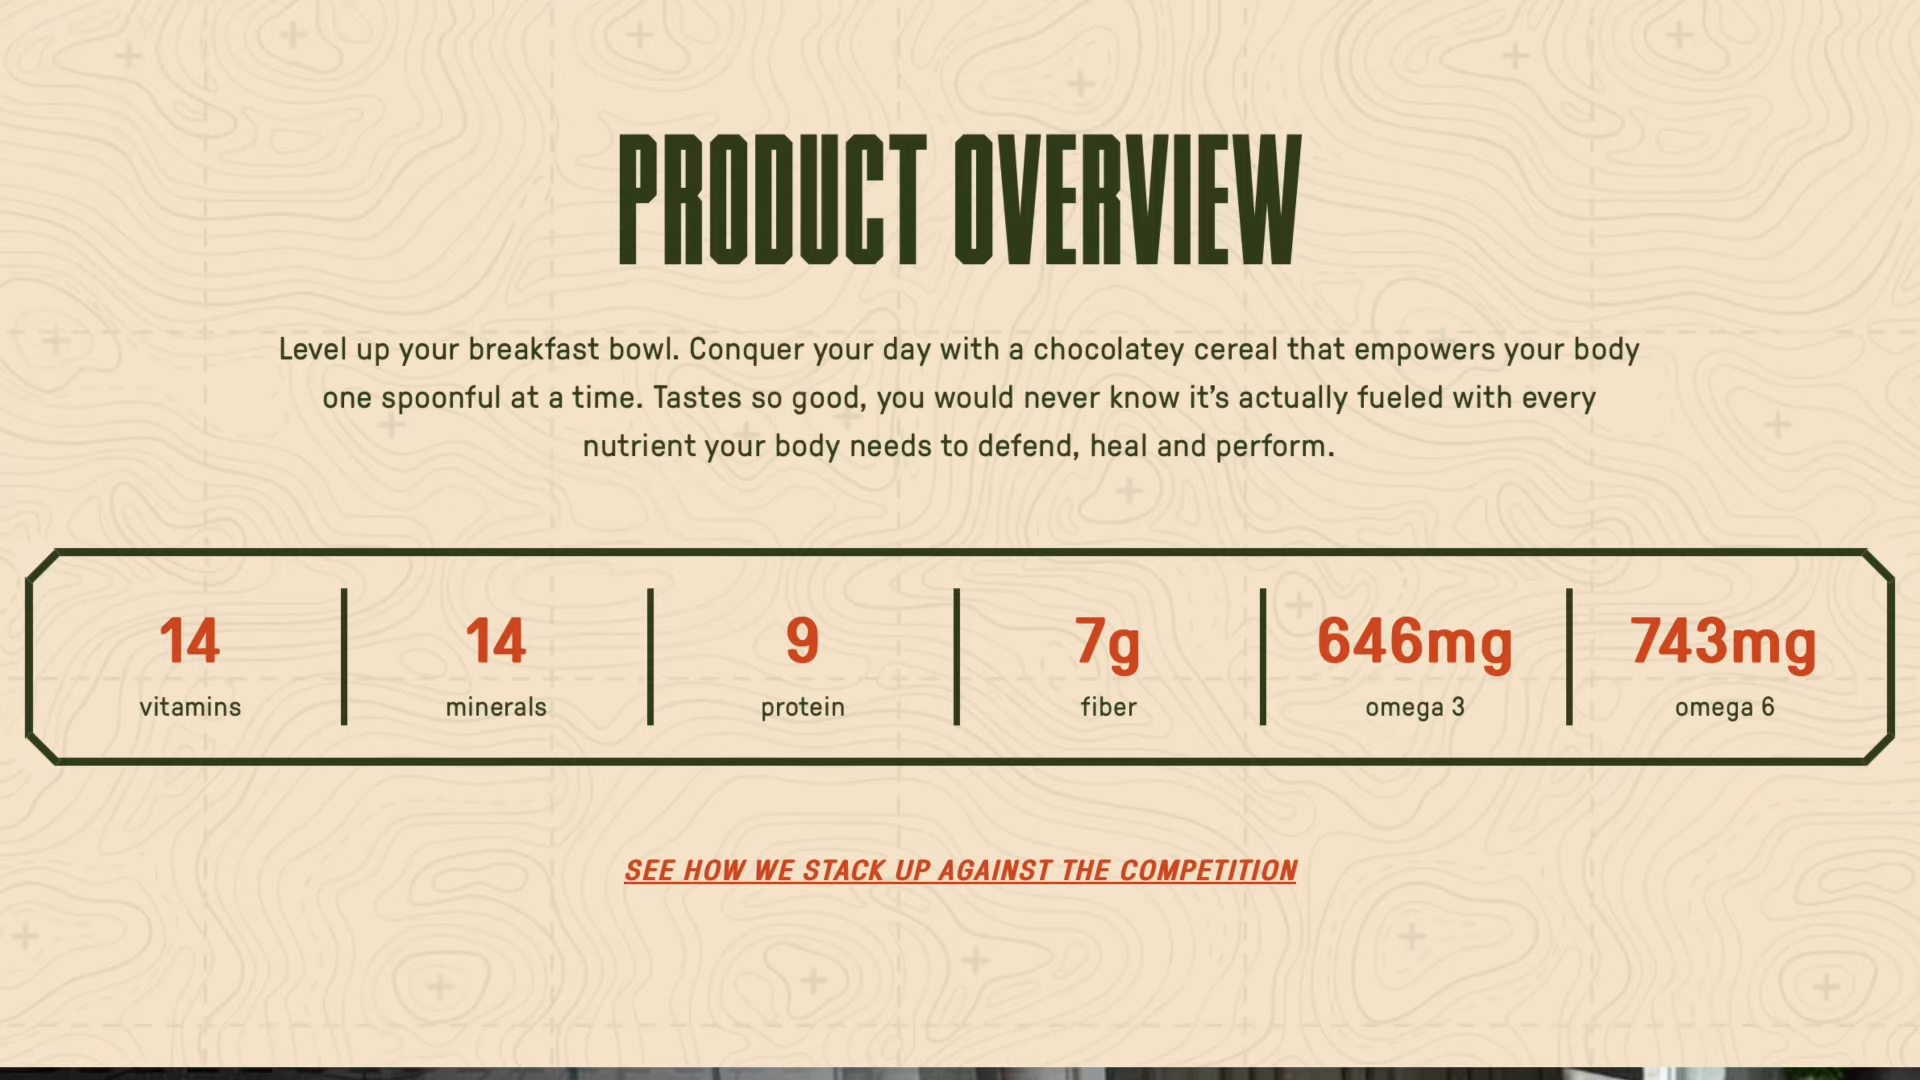 PRODUCT OVERVIEW
Level up your breakfast bowl. Conquer your day with a chocolatey cereal that empowers your body
one spoonful at a time. Tastes so good, you would never know it’s actually fueled with every
nutrient your body needs to defend, heal and perform.
14
vitamins
14
minerals
9
protein
7g
fiber
646mg
omega 3
743mg
omega 6
SEE HOW WE STACK UP AGAINST THE COMPETITION